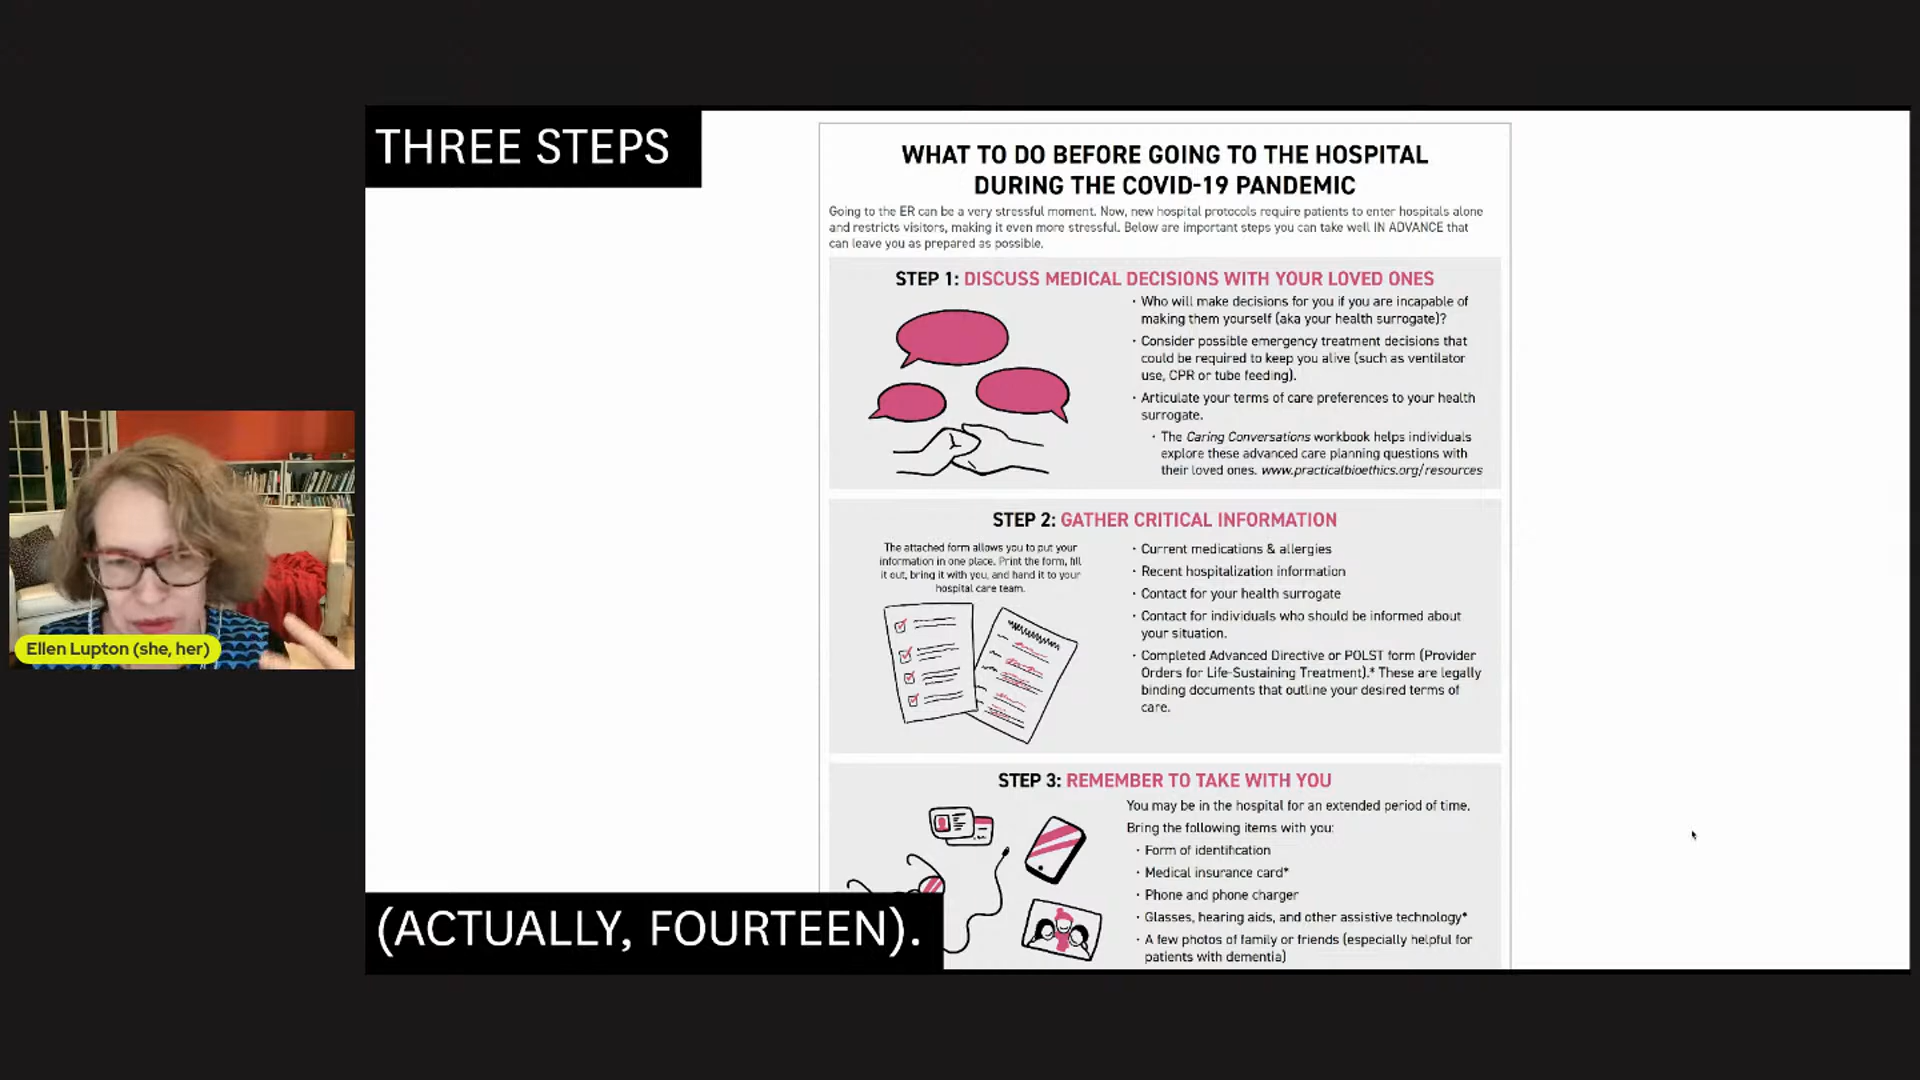 THREE STEPS
WHAT TO DO BEFORE GOING TO THE HOSPITAL
DURING THE COVID-19 PANDEMIC
Going to the ER can be a very stressful moment. Now, new hospital protocols require patients to enter hospitals alone
and restricts visitors, making it even more stressful. Below are important steps you can take well IN ADVANCE that
can leave you as prepared as possible.
STEP 1: DISCUSS MEDICAL DECISIONS WITH YOUR LOVED ONES
· Who will make decisions for you if you are incapable of
making them yourself (aka your health surrogate)?
· Consider possible emergency treatment decisions that
could be required to keep you alive (such as ventilator
use, CPR or tube feeding).
· Articulate your terms of care preferences to your health
surrogate.
· The Caring Conversations workbook helps individuals
explore these advanced care planning questions with
their loved ones. www.practicalbioethics.org/resources
STEP 2: GATHER CRITICAL INFORMATION
The attached form allows you to put your
information in one place. Print the form, fill
it out, bring it with you, and hand it to your
hospital care team.
· Current medications & allergies
· Recent hospitalization information
· Contact for your health surrogate
· Contact for individuals who should be informed about
your situation.
· Completed Advanced Directive or POLST form (Provider
Orders for Life-Sustaining Treatment).* These are legally
binding documents that outline your desired terms of
care.
STEP 3: REMEMBER TO TAKE WITH YOU
You may be in the hospital for an extended period of time.
Bring the following items with you:
· Form of identification
· Medical insurance card*
· Phone and phone charger
· Glasses, hearing aids, and other assistive technology*
· A few photos of family or friends (especially helpful for
patients with dementia)
(ACTUALLY, FOURTEEN).
Ellen Lupton (she, her)